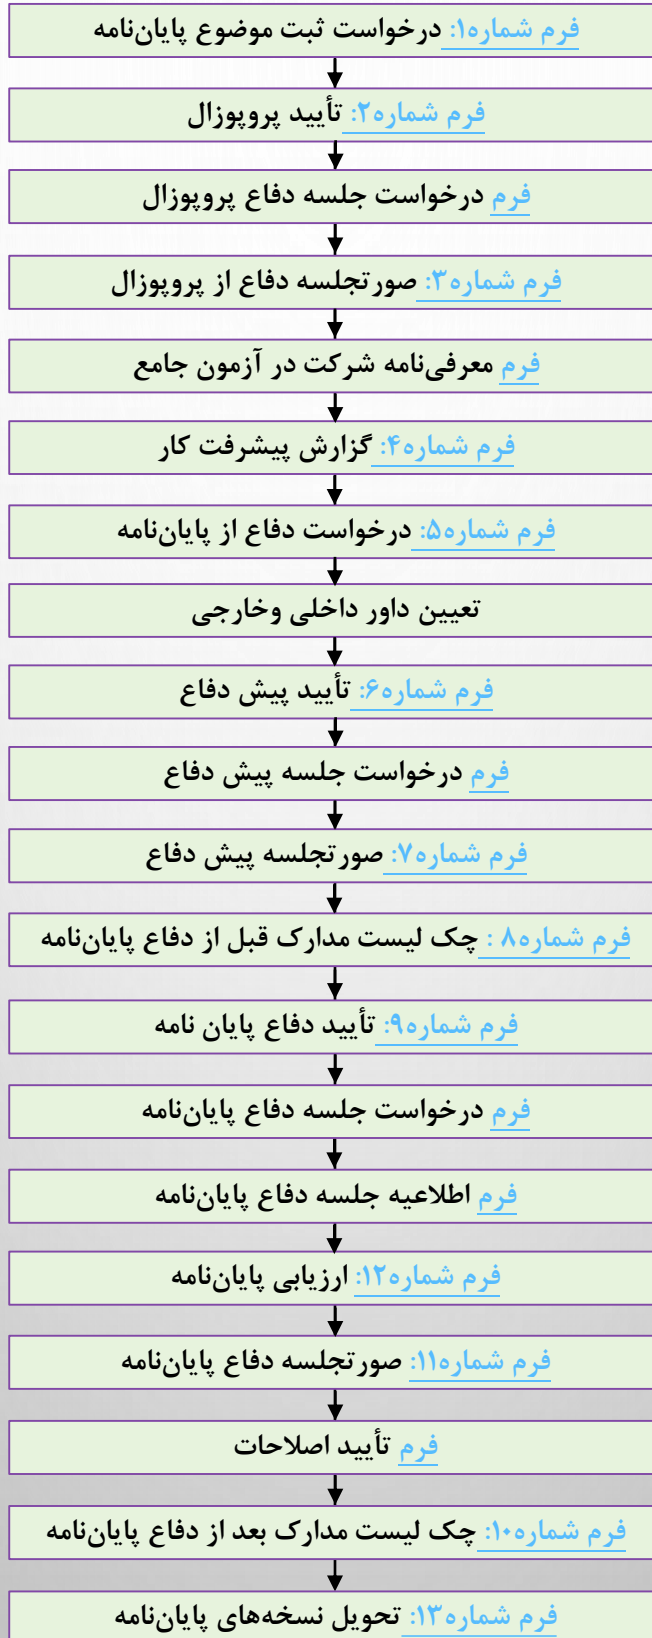 فرم شماره۱: درخواست ثبت موضوع پایان‌نامه
فرم شماره۲: تأیید پروپوزال
فرم درخواست جلسه دفاع پروپوزال
فرم شماره۳: صورتجلسه دفاع از پروپوزال
فرم معرفی‌نامه شرکت در آزمون جامع
فرم شماره۴: گزارش پیشرفت کار
فرم شماره۵: درخواست دفاع از پایان‌نامه
تعیین داور داخلی وخارجی
فرم شماره۶: تأیید پیش دفاع
فرم درخواست جلسه پیش دفاع
فرم شماره۷: صورتجلسه پیش دفاع
فرم شماره۸ : چک لیست مدارک قبل از دفاع پایان‌نامه
فرم شماره۹: تأیید دفاع پایان نامه
فرم درخواست جلسه دفاع پایان‌نامه
فرم اطلاعیه جلسه دفاع پایان‌نامه
فرم شماره۱۲: ارزیابی پایان‌نامه
فرم شماره۱۱: صورتجلسه دفاع پایان‌نامه
فرم تأیید اصلاحات
فرم شماره۱۰: چک لیست مدارک بعد از دفاع پایان‌نامه
فرم شماره۱۳: تحویل نسخه‌های پایان‌نامه